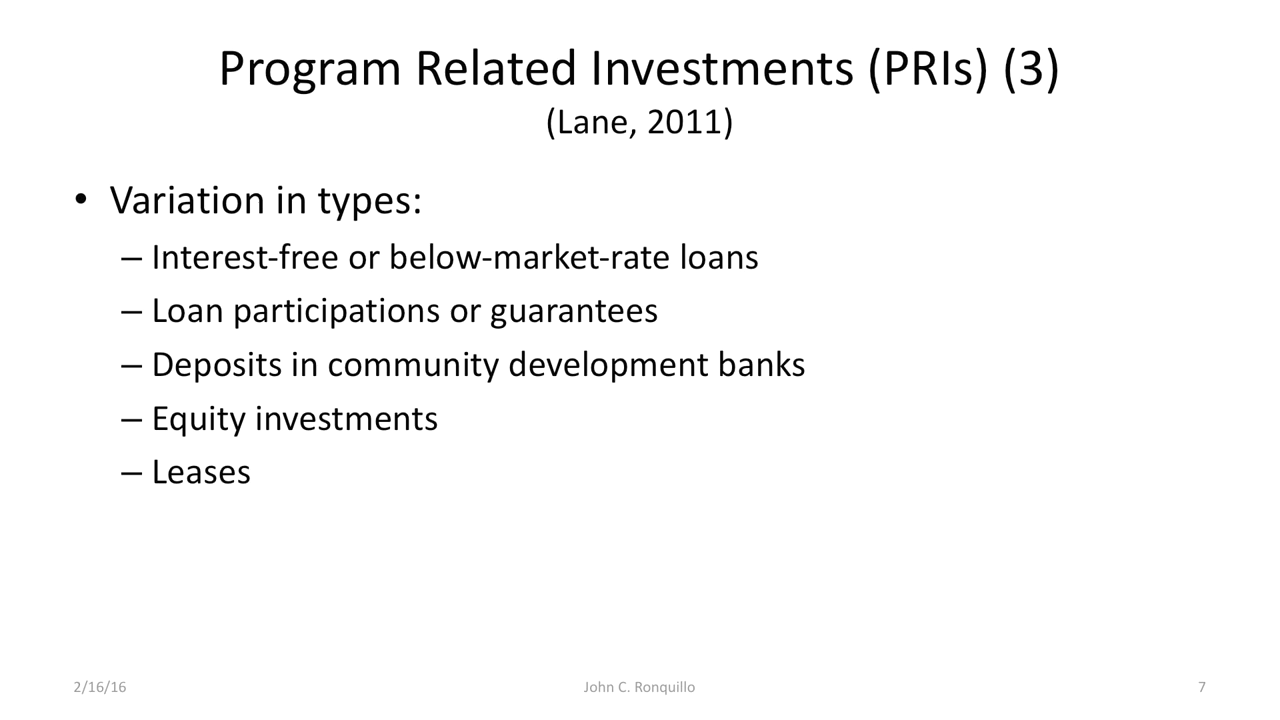 Program Related Investments (PRIs) (3)
(Lane, 2011)
• Variation in types:
– Interest-free or below-market-rate loans
– Loan participations or guarantees
– Deposits in community development banks
– Equity investments
– Leases
2/16/16
John C. Ronquillo
7